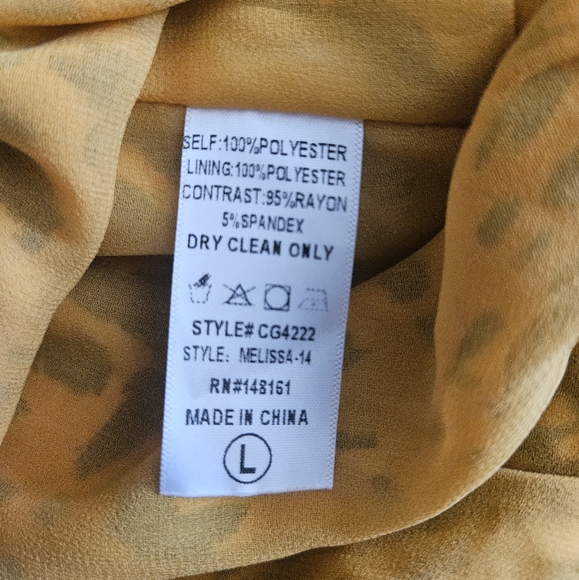 SELF:100%POLYESTER
LINING:100%POLYESTER
CONTRAST:95%RAYON
5%SPANDEX
DRY CLEAN ONLY
STYLE# CG4222
STYLE: MELISSA-14
RN#148161
MADE IN CHINA
L